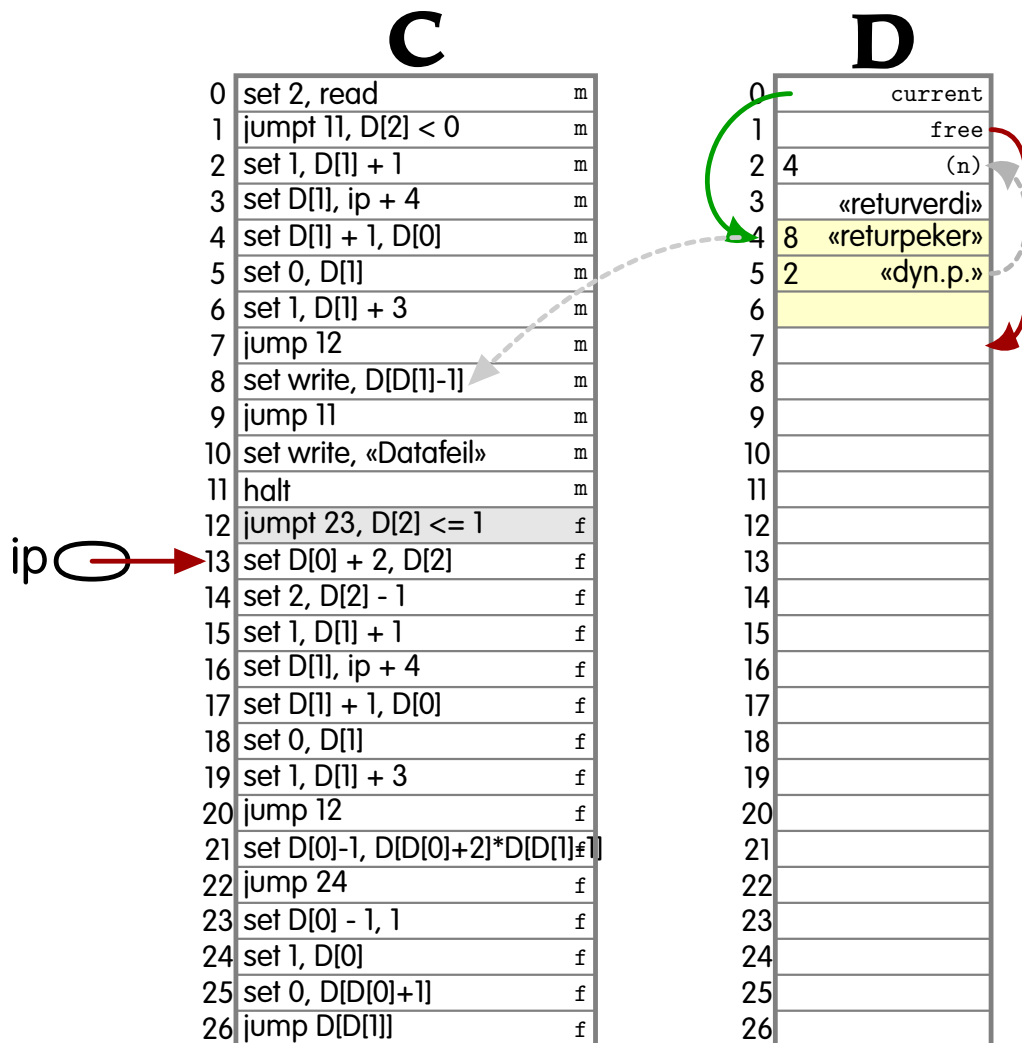 C D
0 set 2, read m 0 current
1 jumpt 11, D[2] < 0 m 1 free
2 set 1, D[1] + 1 m 2 4 (n)
3 set D[1], ip + 4 m 3 «returverdi»
4 set D[1] + 1, D[0] m 4 8 «returpeker»
5 set 0, D[1] m 5 2 «dyn.p.»
6 set 1, D[1] + 3 m 6
7 jump 12 m 7
8 set write, D[D[1]-1] m 8
9 jump 11 m 9
10 set write, «Datafeil» m 10
11 halt m 11
12 jumpt 23, D[2] <= 1 f 12
ip 13 set D[0] + 2, D[2] f 13
14 set 2, D[2] - 1 f 14
15 set 1, D[1] + 1 f 15
16 set D[1], ip + 4 f 16
17 set D[1] + 1, D[0] f 17
18 set 0, D[1] f 18
19 set 1, D[1] + 3 f 19
20 jump 12 f 20
21 set D[0]-1, D[D[0]+2]*D[D[1]-1] f 21
22 jump 24 f 22
23 set D[0] - 1, 1 f 23
24 set 1, D[0] f 24
25 set 0, D[D[0]+1] f 25
26 jump D[D[1]] f 26